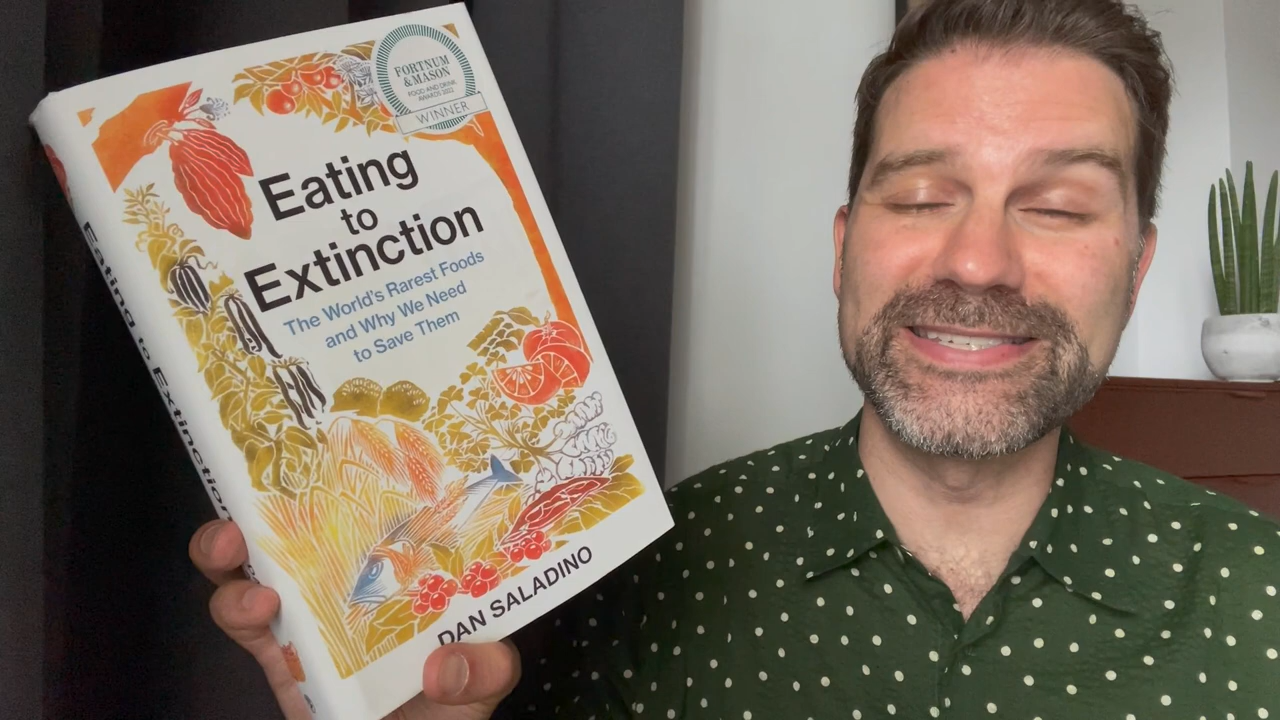 FORTNUM
& MASON
FOOD AND DRINK
AWARDS 2022
WINNER
Eating
to
Extinction
The World's Rarest Foods
and Why We Need
to Save Them
DAN SALADINO
Eating to Extinction